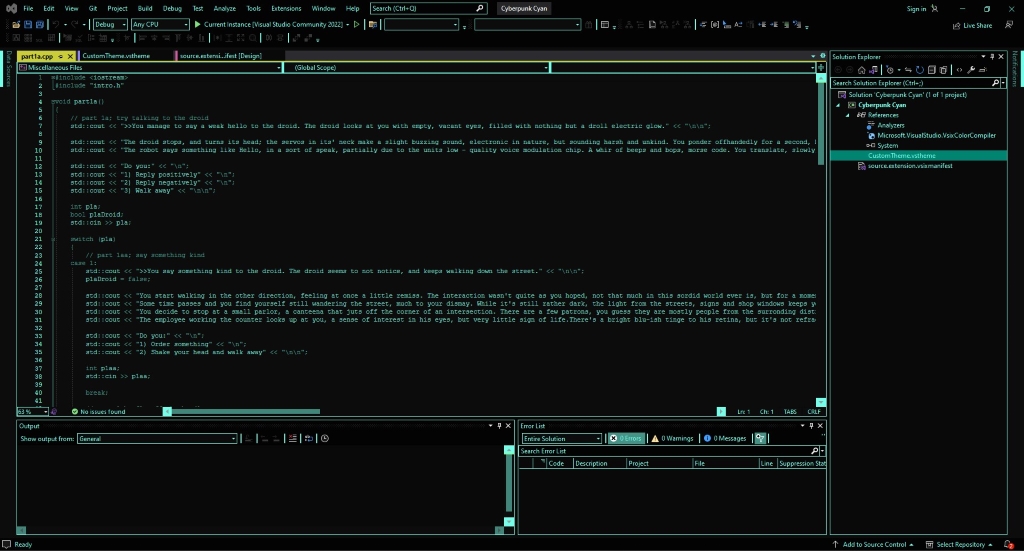 File Edit View Git Project Build Debug Test Analyze Tools Extensions Window Help Search (Ctrl+Q) Cyberpunk Cyan Sign in
Debug Any CPU Current Instance [Visual Studio Community 2022] Live Share
part1a.cpp CustomTheme.vstheme source.extensi...ifest [Design]
Miscellaneous Files (Global Scope)
Data Sources
Notifications
1 #include <iostream>
2 #include "intro.h"
3
4 void part1a()
5 {
6 // part 1a; try talking to the droid
7 std::cout << ">>You manage to say a weak hello to the droid. The droid looks at you with empty, vacant eyes, filled with nothing but a droll electric glow." << "\n\n";
8
9 std::cout << "The droid stops, and turns its head; the servos in its' neck make a slight buzzing sound, electronic in nature, but sounding harsh and unkind. You ponder offhandedly for a second,
10 std::cout << "The robot says something like Hello, in a sort of speak, partially due to the units low - quality voice modulation chip. A whir of beeps and bops, morse code. You translate, slowly
11
12 std::cout << "Do you:" << "\n";
13 std::cout << "1) Reply positively" << "\n";
14 std::cout << "2) Reply negatively" << "\n";
15 std::cout << "3) Walk away" << "\n\n";
16
17 int pla;
18 bool plaDroid;
19 std::cin >> pla;
20
21 switch (pla)
22 {
23 // part 1aa; say something kind
24 case 1:
25 std::cout << ">>You say something kind to the droid. The droid seems to not notice, and keeps walking down the street." << "\n\n";
26 plaDroid = false;
27
28 std::cout << "You start walking in the other direction, feeling at once a little remiss. The interaction wasn't quite as you hoped, not that much in this sordid world ever is, but for a mome
29 std::cout << "Some time passes and you find yourself still wandering the street, much to your dismay. While it's still rather dark, the light from the streets, signs and shop windows keeps y
30 std::cout << "You decide to stop at a small parlor, a canteena that juts off the corner of an intersection. There are a few patrons, you guess they are mostly people from the surronding dist
31 std::cout << "The employee working the counter looks up at you, a sense of interest in his eyes, but very little sign of life.There's a bright blu-ish tinge to his retina, but it's not refra
32
33 std::cout << "Do you:" << "\n";
34 std::cout << "1) Order something" << "\n";
35 std::cout << "2) Shake your head and walk away" << "\n\n";
36
37 int plaa;
38 std::cin >> plaa;
39
40 break;
41
63 % No issues found Ln: 1 Ch: 1 TABS CRLF
Output
Show output from: General
Error List
Entire Solution 0 Errors 0 Warnings 0 Messages
Search Error List
Code Description Project File Line Suppression Stat
Solution Explorer
Search Solution Explorer (Ctrl+;)
Solution 'Cyberpunk Cyan' (1 of 1 project)
Cyberpunk Cyan
References
Analyzers
Microsoft.VisualStudio.VsixColorCompiler
System
CustomTheme.vstheme
source.extension.vsixmanifest
Ready Add to Source Control Select Repository